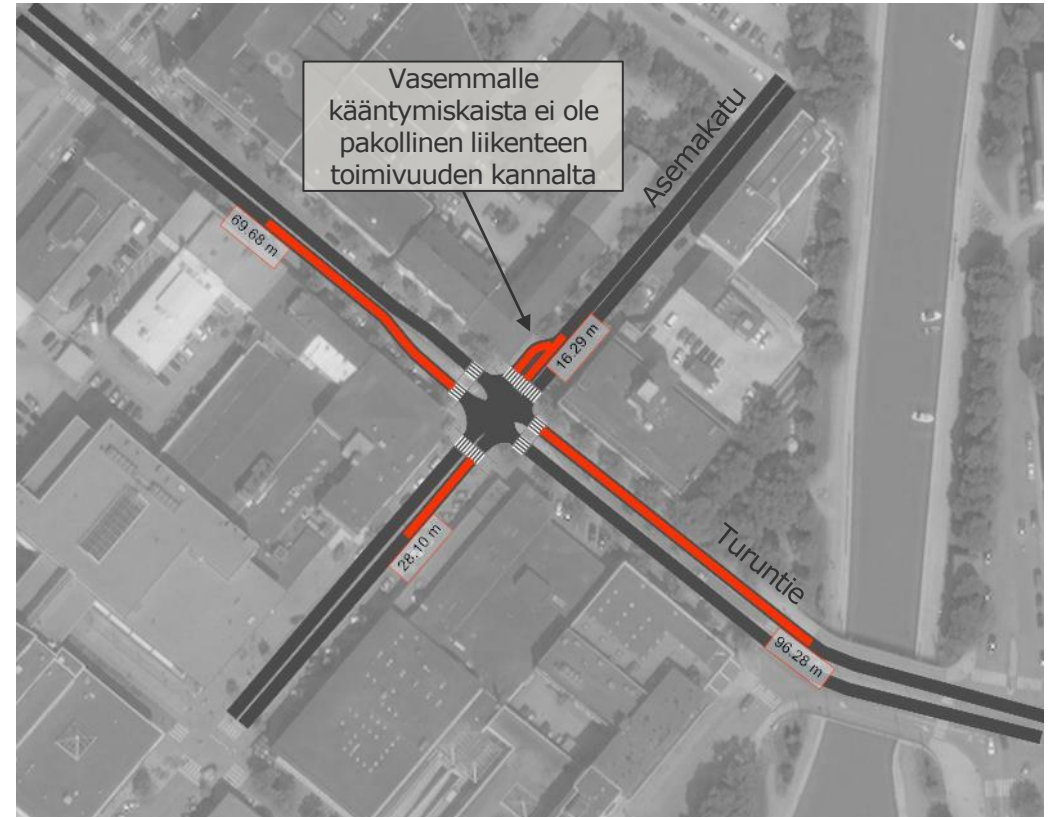 Vasemmalle
kääntymiskaista ei ole
pakollinen liikenteen
toimivuuden kannalta
Asemakatu
69.68 m
16.29 m
28.10 m
Turuntie
96.28 m